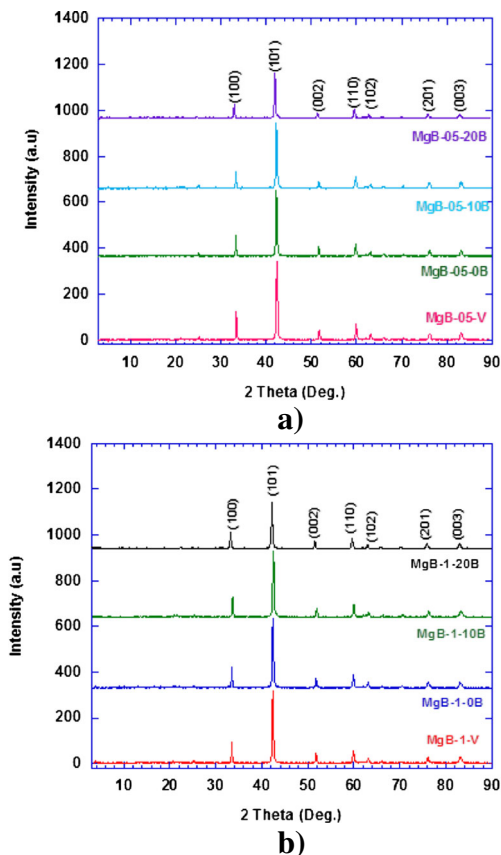 a)
1400
1200
1000
800
600
400
200
0
Intensity (a.u)
(100)
(101)
(002)
(110)
(102)
(201)
(003)
MgB-05-20B
MgB-05-10B
MgB-05-0B
MgB-05-V
10 20 30 40 50 60 70 80 90
2 Theta (Deg.)
a)
1400
1200
1000
800
600
400
200
0
Intensity (a.u)
(100)
(101)
(002)
(110)
(102)
(201)
(003)
MgB-1-20B
MgB-1-10B
MgB-1-0B
MgB-1-V
10 20 30 40 50 60 70 80 90
2 Theta (Deg.)
b)